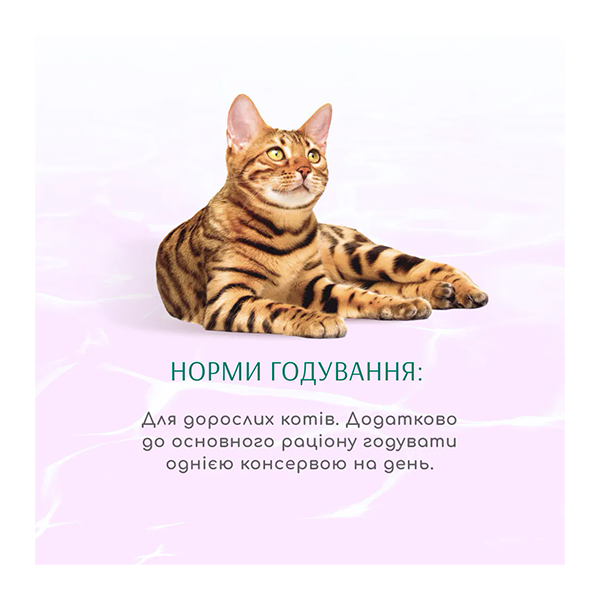 НОРМИ ГОДУВАННЯ:
Для дорослих котів. Додатково
до основного раціону годувати
однією консервою на день.